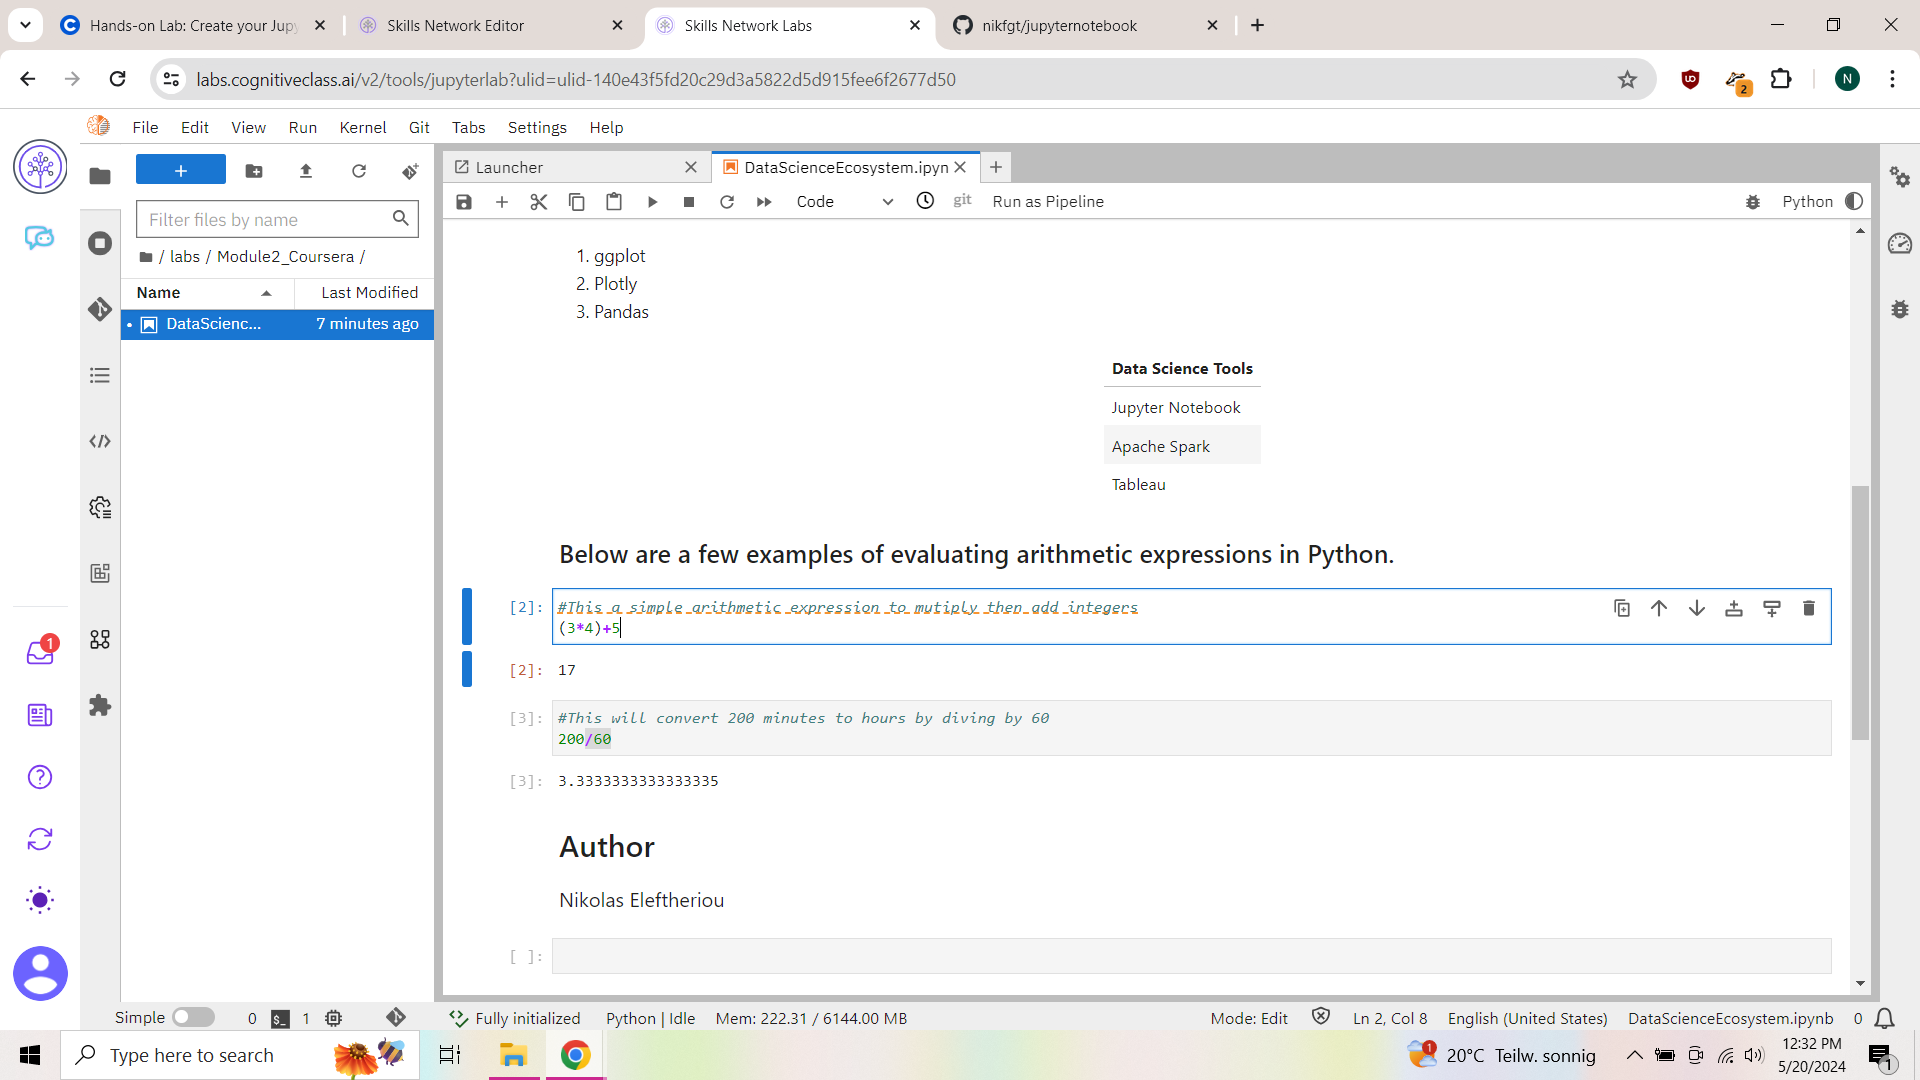 Hands-on Lab: Create your Jup
Skills Network Editor
Skills Network Labs
nikfgt/jupyternotebook
labs.cognitiveclass.ai/v2/tools/jupyterlab?ulid=ulid-140e43f5fd20c29d3a5822d5d915fee6f2677d50
2
N
File Edit View Run Kernel Git Tabs Settings Help
Launcher
DataScienceEcosystem.ipyn
Code
git
Run as Pipeline
Python
Filter files by name
/ labs / Module2_Coursera /
Name Last Modified
DataScienc... 7 minutes ago
1. ggplot
2. Plotly
3. Pandas
Data Science Tools
Jupyter Notebook
Apache Spark
Tableau
Below are a few examples of evaluating arithmetic expressions in Python.
[2]: #This a simple arithmetic expression to mutiply then add integers
(3*4)+5
[2]: 17
[3]: #This will convert 200 minutes to hours by diving by 60
200/60
[3]: 3.3333333333333335
Author
Nikolas Eleftheriou
[ ]:
1
Simple 0 $_ 1 Fully initialized Python | Idle Mem: 222.31 / 6144.00 MB Mode: Edit Ln 2, Col 8 English (United States) DataScienceEcosystem.ipynb 0
Type here to search
1
20°C Teilw. sonnig
12:32 PM
5/20/2024
1